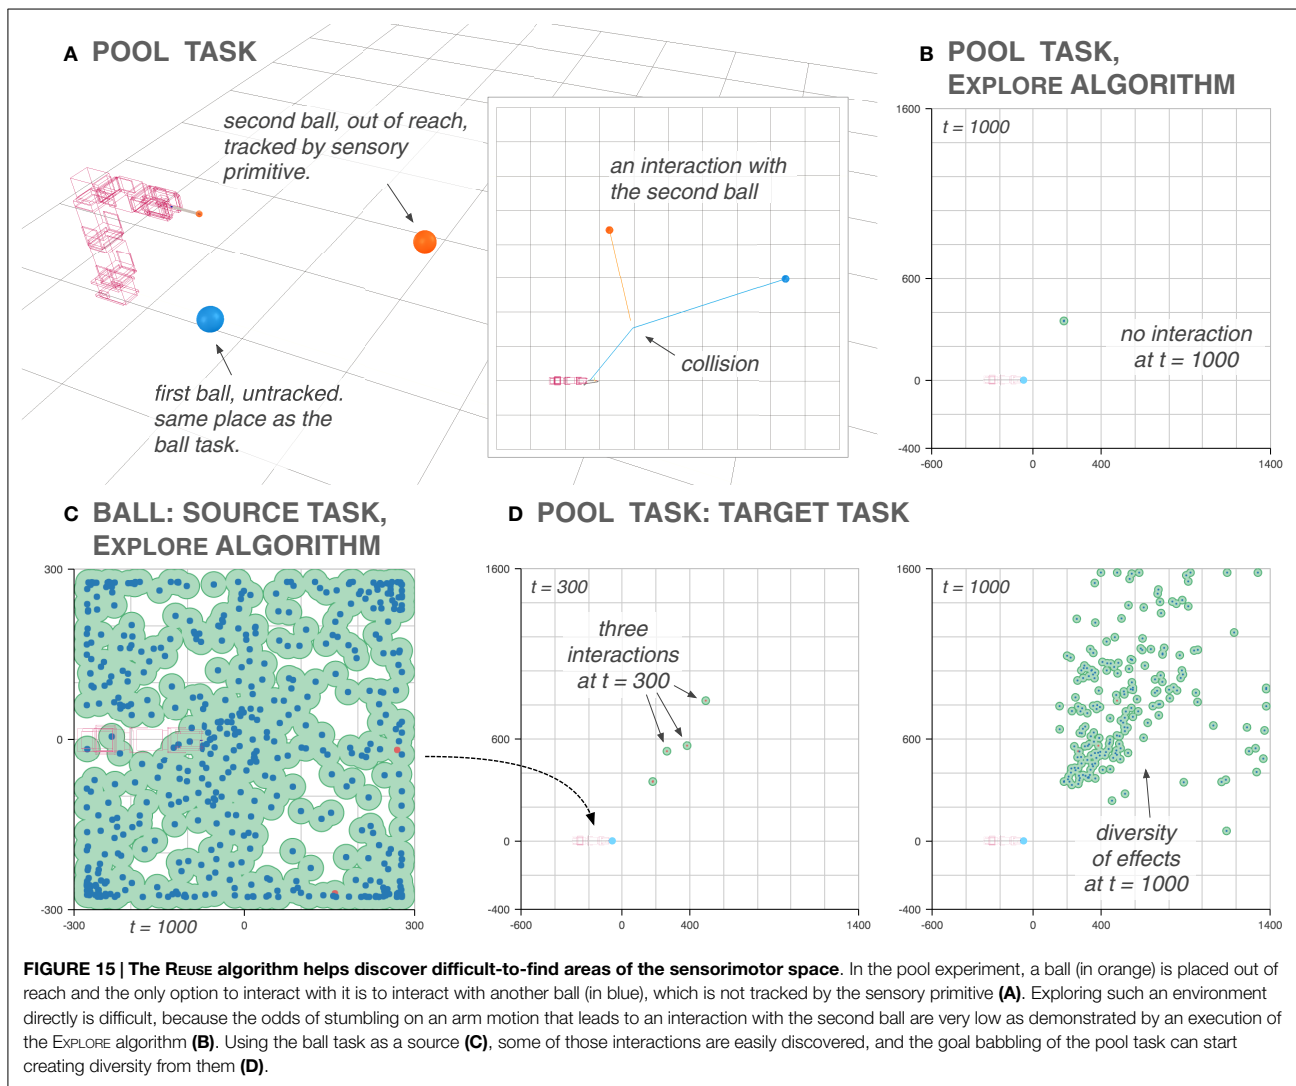 A POOL TASK
second ball, out of reach,
tracked by sensory
primitive.
first ball, untracked.
same place as the
ball task.
an interaction with
the second ball
collision
B POOL TASK,
EXPLORE ALGORITHM
1600
t = 1000
600
no interaction
at t = 1000
0
-400
-600
0
400
1400
C BALL: SOURCE TASK,
EXPLORE ALGORITHM
300
0
-300
-300
t = 1000
0
300
D POOL TASK: TARGET TASK
1600
t = 300
three
interactions
at t = 300
600
0
-400
-600
0
400
1600
t = 1000
600
diversity
of effects
at t = 1000
0
-400
-600
0
400
1400
FIGURE 15 | The REUSE algorithm helps discover difficult-to-find areas of the sensorimotor space. In the pool experiment, a ball (in orange) is placed out of
reach and the only option to interact with it is to interact with another ball (in blue), which is not tracked by the sensory primitive (A). Exploring such an environment
directly is difficult, because the odds of stumbling on an arm motion that leads to an interaction with the second ball are very low as demonstrated by an execution of
the EXPLORE algorithm (B). Using the ball task as a source (C), some of those interactions are easily discovered, and the goal babbling of the pool task can start
creating diversity from them (D).